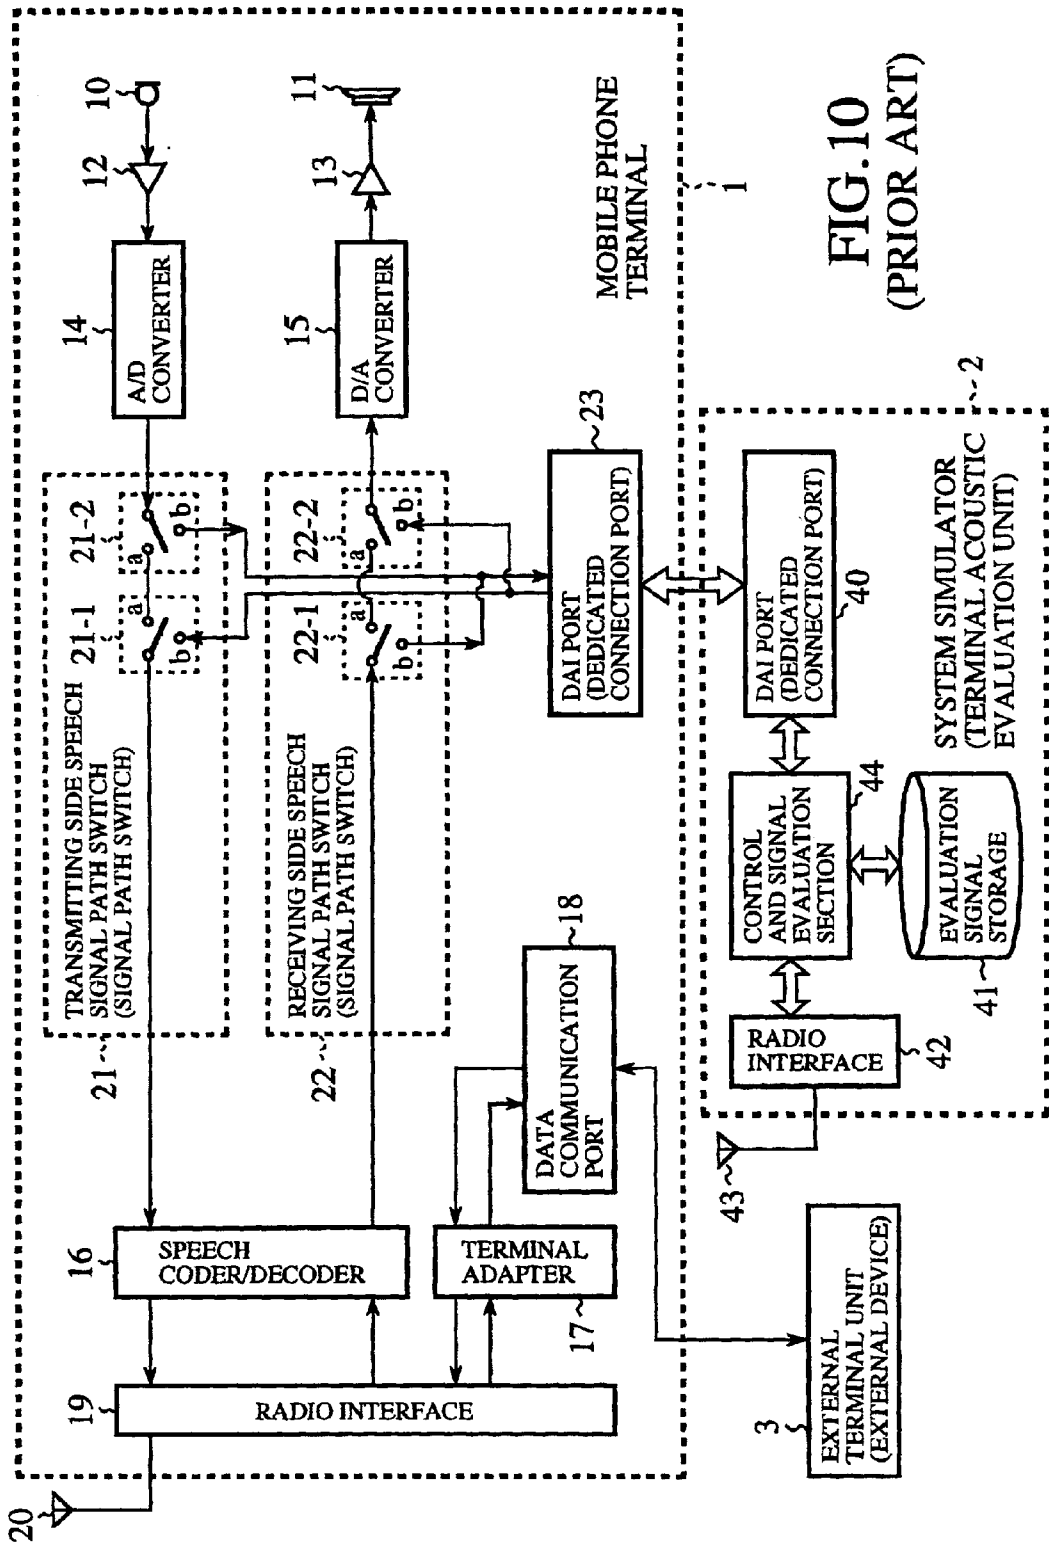 20
19
RADIO INTERFACE
16
SPEECH
CODER/DECODER
TERMINAL
ADAPTER
17
21
TRANSMITTING SIDE SPEECH
SIGNAL PATH SWITCH
(SIGNAL PATH SWITCH)
21-1
a
b
21-2
a
b
14
A/D
CONVERTER
12
10
22
RECEIVING SIDE SPEECH
SIGNAL PATH SWITCH
(SIGNAL PATH SWITCH)
22-1
a
b
22-2
a
b
15
D/A
CONVERTER
13
11
DATA
COMMUNICATION
PORT
18
DAI PORT
(DEDICATED
CONNECTION PORT)
23
MOBILE PHONE
TERMINAL
1
3
EXTERNAL
TERMINAL UNIT
(EXTERNAL DEVICE)
43
RADIO
INTERFACE
42
CONTROL
AND SIGNAL
EVALUATION
SECTION
44
DAI PORT
(DEDICATED
CONNECTION PORT)
40
41
EVALUATION
SIGNAL
STORAGE
SYSTEM SIMULATOR
(TERMINAL ACOUSTIC
EVALUATION UNIT)
2
FIG.10
(PRIOR ART)